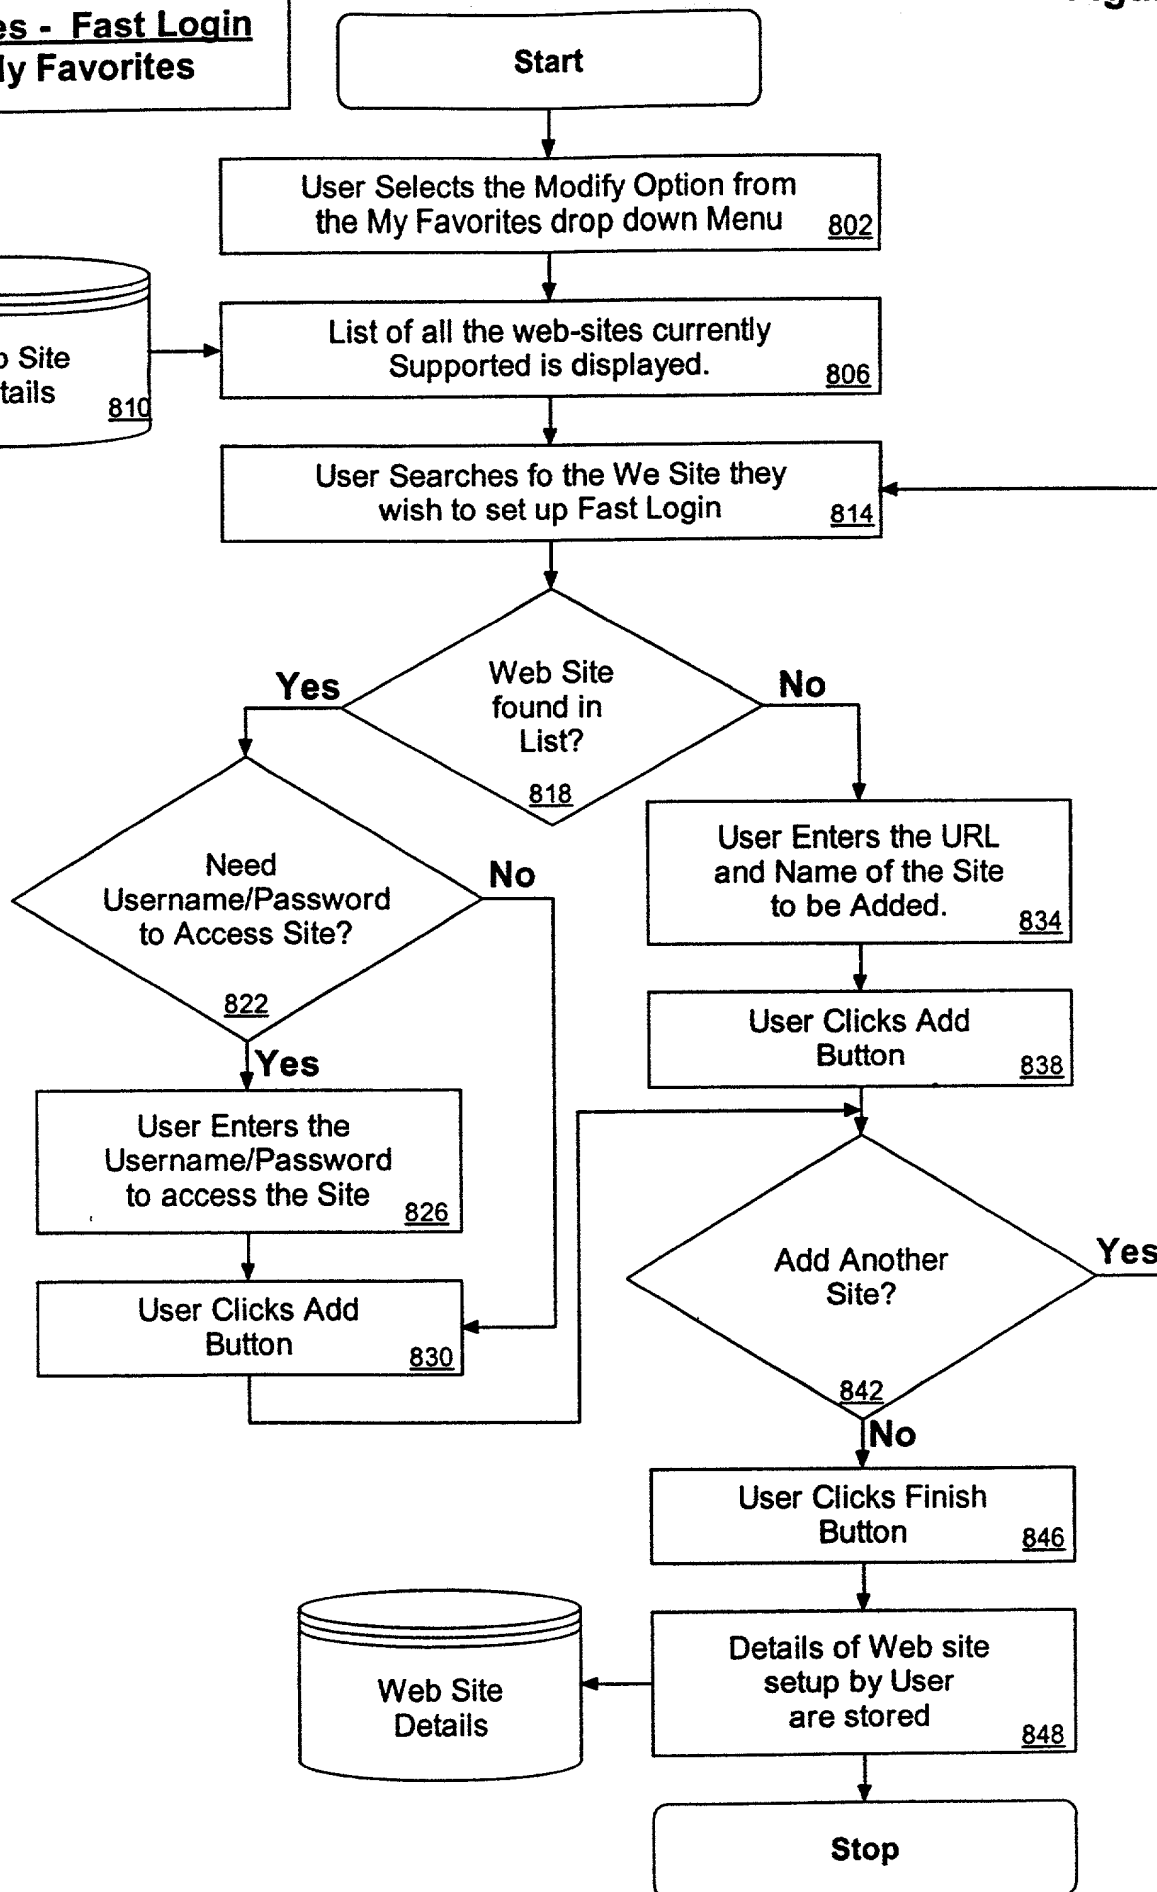 Fast Login
Favorites
Start
User Selects the Modify Option from
the My Favorites drop down Menu
802
List of all the web-sites currently
Supported is displayed.
806
Site
810
User Searches fo the We Site they
wish to set up Fast Login
814
Web Site
found in
List?
818
Yes
No
Need
Username/Password
to Access Site?
822
No
Yes
User Enters the URL
and Name of the Site
to be Added.
834
User Clicks Add
Button
838
User Enters the
Username/Password
to access the Site
826
User Clicks Add
Button
830
Add Another
Site?
842
Yes
No
User Clicks Finish
Button
846
Details of Web site
setup by User
are stored
848
Web Site
Details
Stop